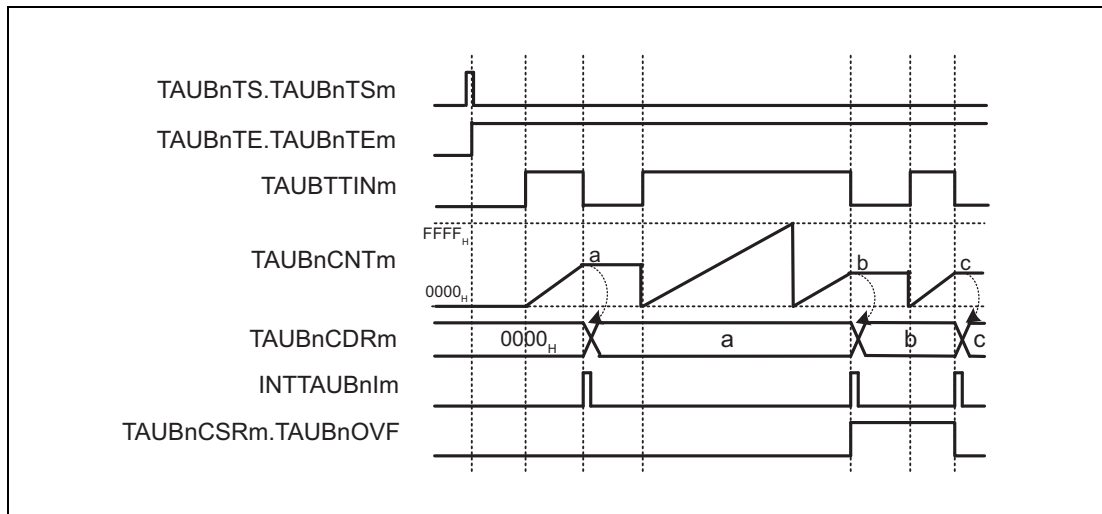 TAUBnTS.TAUBnTSm
TAUBnTE.TAUBnTEm
TAUBTTINm
FFFFH
TAUBnCNTm
a
b
c
0000H
TAUBnCDRm
0000H
a
b
c
INTTAUBnIm
TAUBnCSRm.TAUBnOVF